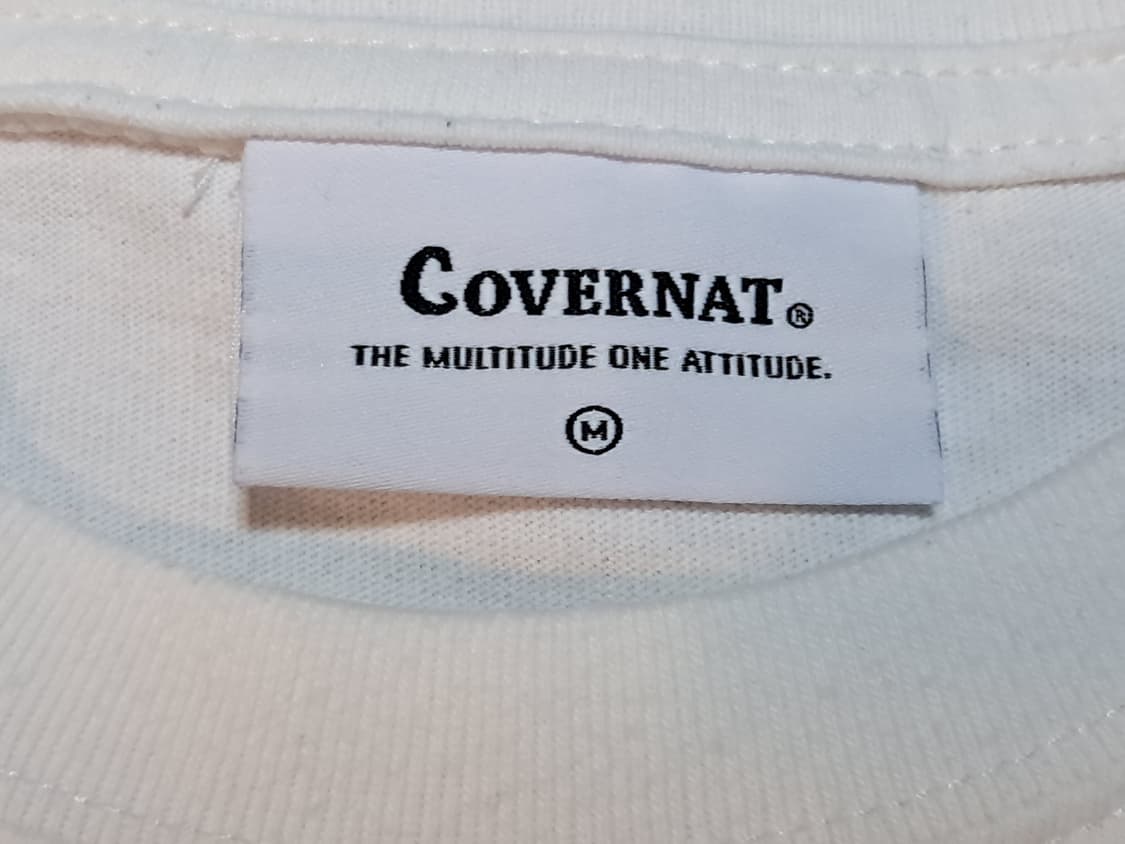 COVERNAT®
THE MULTITUDE ONE ATTITUDE.
M